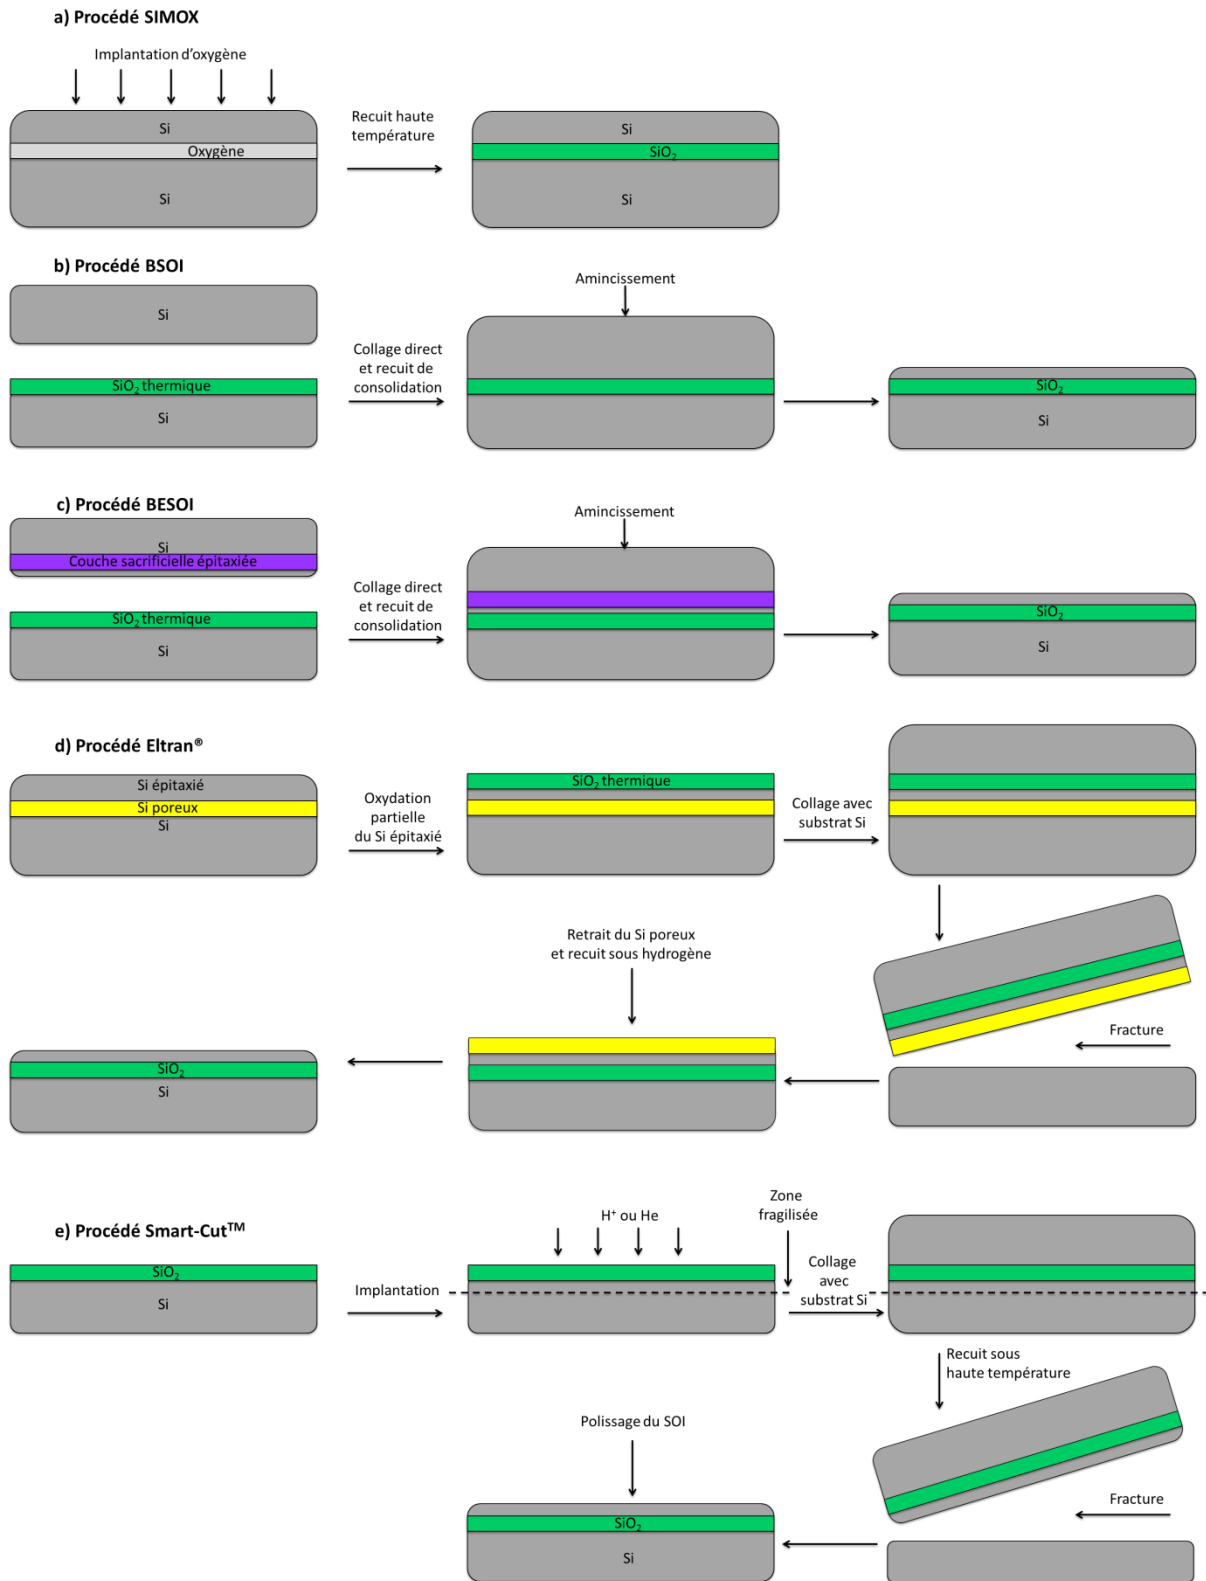 a) Procédé SIMOX
Implantation d'oxygène
Si
Oxygène
Si
Recuit haute
température
Si
SiO₂
Si
b) Procédé BSOI
Si
SiO₂ thermique
Si
Collage direct
et recuit de
consolidation
Amincissement
SiO₂
Si
c) Procédé BESOI
Si
Couche sacrificielle épitaxiée
SiO₂ thermique
Si
Collage direct
et recuit de
consolidation
Amincissement
SiO₂
Si
d) Procédé Eltran®
Si épitaxié
Si poreux
Si
Oxydation
partielle
du Si épitaxié
SiO₂ thermique
Collage avec
substrat Si
Fracture
Retrait du Si poreux
et recuit sous hydrogène
SiO₂
Si
e) Procédé Smart-Cut™
SiO₂
Si
Implantation
H⁺ ou He
Zone
fragilisée
Collage
avec
substrat Si
Recuit sous
haute température
Fracture
Polissage du SOI
SiO₂
Si